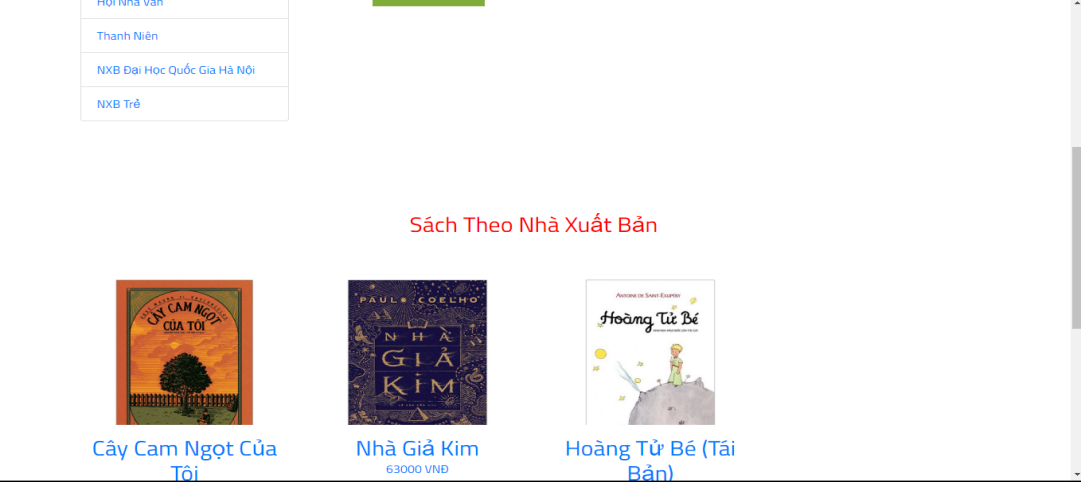 Hội Nhà Văn
Thanh Niên
NXB Đại Học Quốc Gia Hà Nội
NXB Trẻ
Sách Theo Nhà Xuất Bản
CÂY CAM NGỌT
CỦA TÔI
PAULO COELHO
NHÀ
GIẢ
KIM
ANTOINE DE SAINT-EXUPÉRY
Hoàng Tử Bé
Cây Cam Ngọt Của
Tôi
Nhà Giả Kim
63000 VNĐ
Hoàng Tử Bé (Tái
Bản)